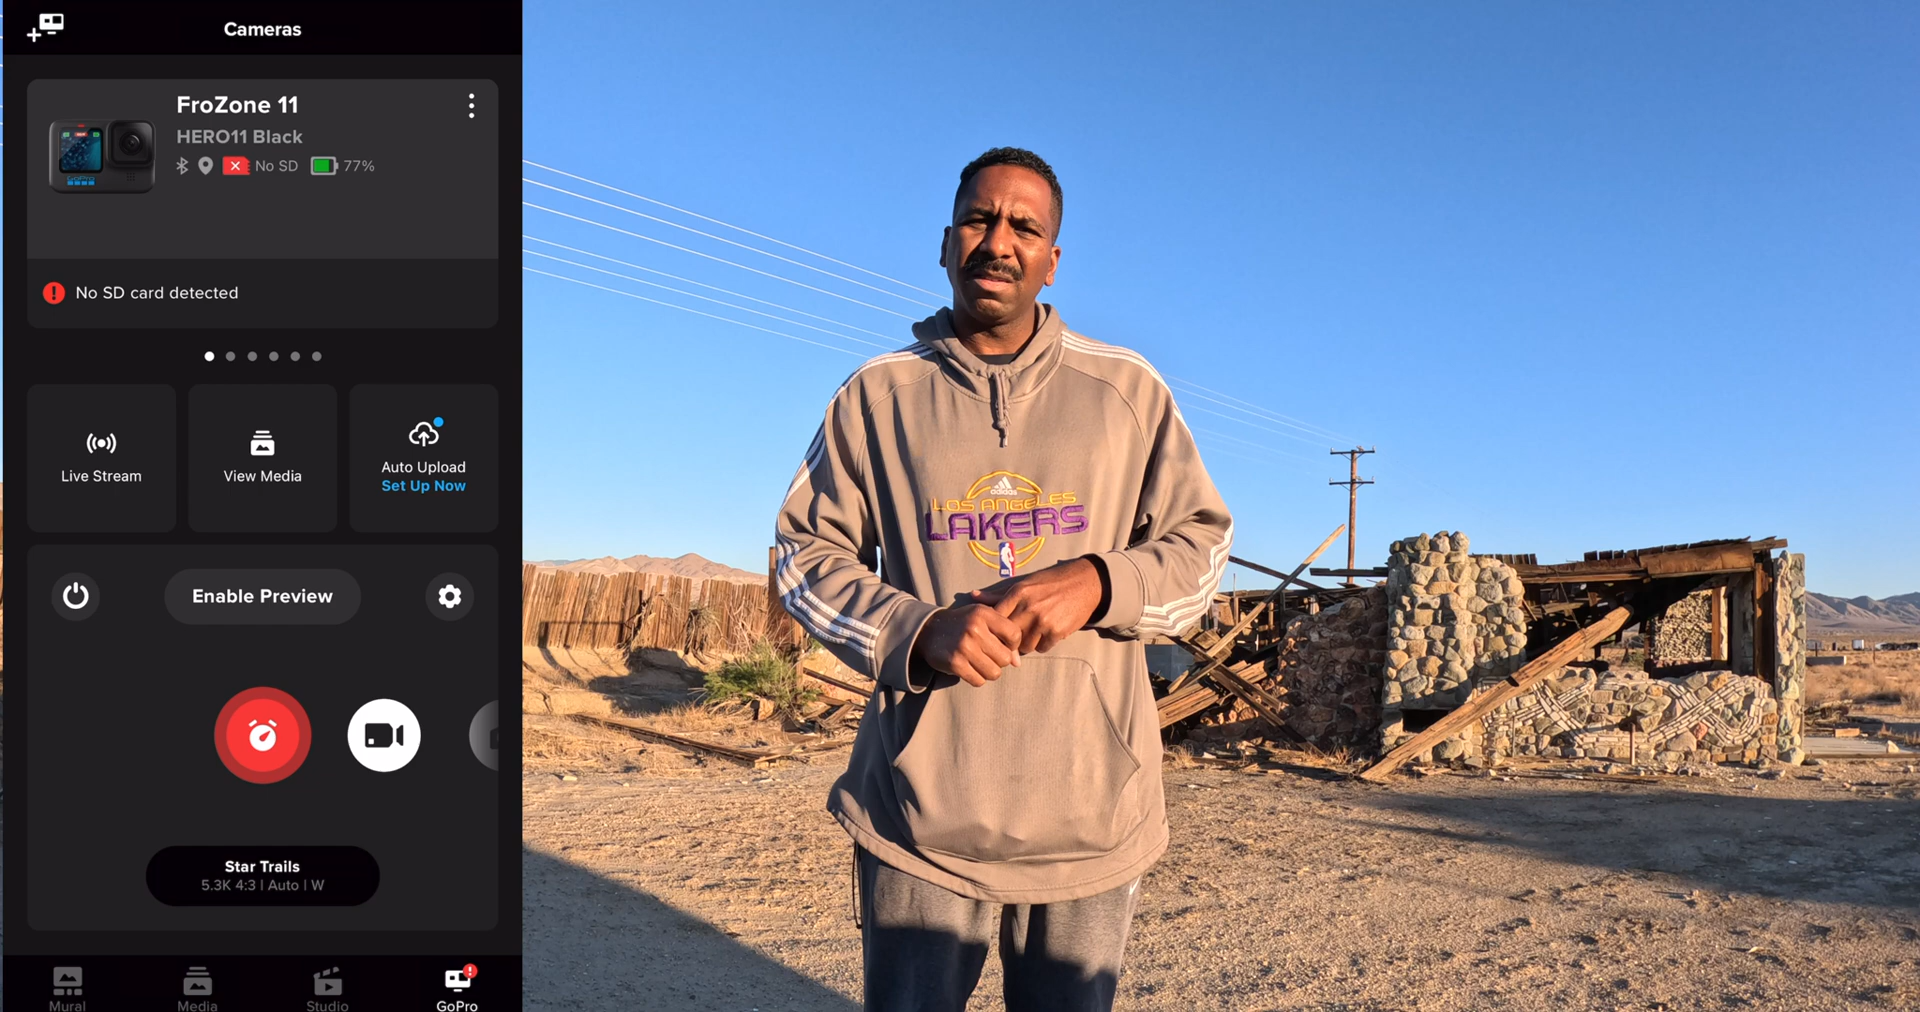 Cameras
FroZone 11
HERO11 Black
No SD
77%
No SD card detected
Live Stream
View Media
Auto Upload
Set Up Now
Enable Preview
Star Trails
5.3K 4:3 | Auto | W
Mural
Media
Studio
GoPro
adidas
LOS ANGELES
LAKERS